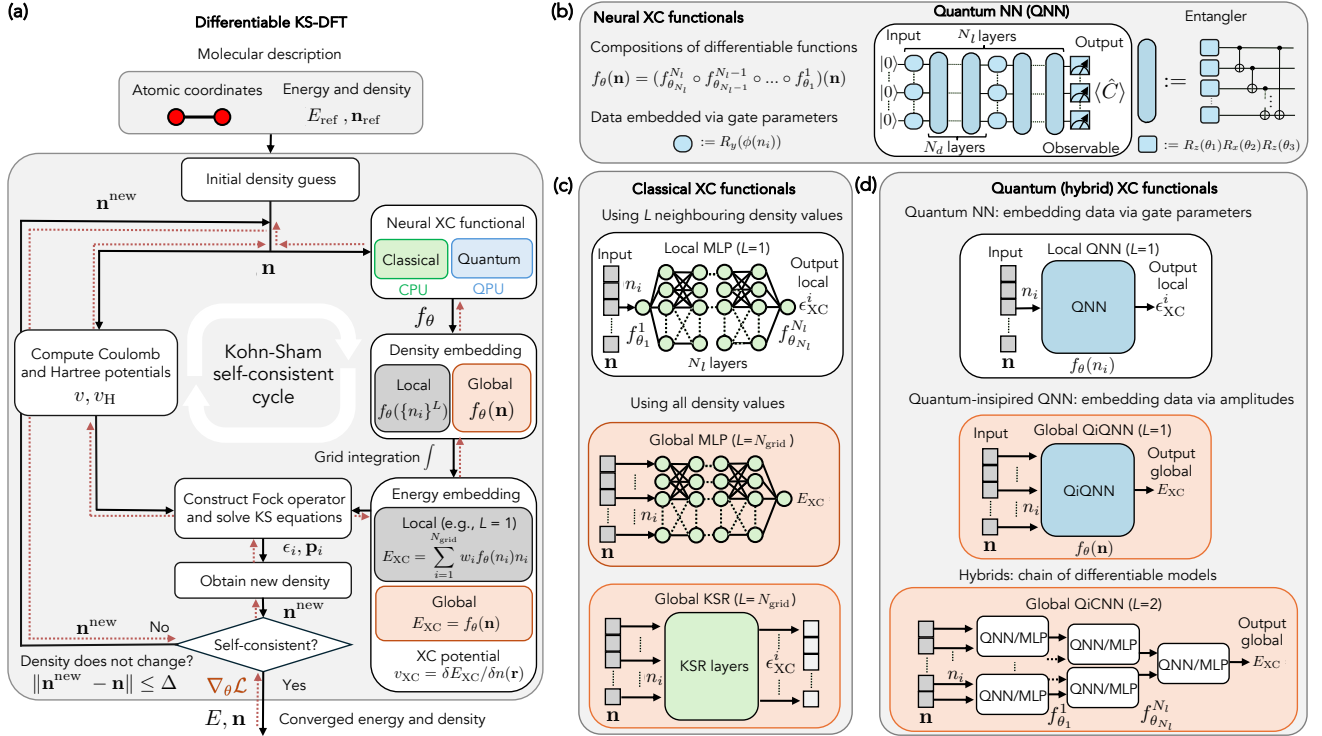 (a)
Differentiable KS-DFT
Molecular description
Atomic coordinates
Energy and density
E_ref , n_ref
Initial density guess
n^new
n
Neural XC functional
Classical
Quantum
CPU
QPU
f_θ
Density embedding
Local
f_θ({n_i}^L)
Global
f_θ(n)
Compute Coulomb
and Hartree potentials
v, v_H
Kohn-Sham
self-consistent
cycle
Grid integration ∫
Construct Fock operator
and solve KS equations
ϵ_i, p_i
Energy embedding
Local (e.g., L = 1)
E_XC = ∑_{i=1}^{N_grid} w_i f_θ(n_i)n_i
Global
E_XC = f_θ(n)
XC potential
v_XC = δE_XC/δn(r)
Obtain new density
n^new
n^new
No
Self-consistent?
Density does not change?
‖n^new − n‖ ≤ Δ
∇_θ ℒ
Yes
E, n
Converged energy and density
(b)
Neural XC functionals
Compositions of differentiable functions
f_θ(n) = (f^{N_l}_{θ_{N_l}} ∘ f^{N_l−1}_{θ_{N_l−1}} ∘ ... ∘ f^1_{θ_1})(n)
Data embedded via gate parameters
:= R_y(ϕ(n_i))
Quantum NN (QNN)
Input
N_l layers
Output
|0⟩
|0⟩
|0⟩
⟨Ĉ⟩
N_d layers
Observable
Entangler
:=
:= R_z(θ_1)R_x(θ_2)R_z(θ_3)
(c)
Classical XC functionals
Using L neighbouring density values
Local MLP (L=1)
Input
Output
local
n_i
ϵ^i_XC
f^1_{θ_1}
f^{N_l}_{θ_{N_l}}
n
N_l layers
Using all density values
Global MLP (L=N_grid)
n_i
E_XC
n
Global KSR (L=N_grid)
KSR layers
n_i
ϵ^i_XC
n
(d)
Quantum (hybrid) XC functionals
Quantum NN: embedding data via gate parameters
Local QNN (L=1)
Input
Output
local
n_i
QNN
ϵ^i_XC
n
f_θ(n_i)
Quantum-insipired QNN: embedding data via amplitudes
Global QiQNN (L=1)
Input
Output
global
QiQNN
E_XC
n_i
n
f_θ(n)
Hybrids: chain of differentiable models
Global QiCNN (L=2)
QNN/MLP
QNN/MLP
Output
global
QNN/MLP
E_XC
n_i
QNN/MLP
QNN/MLP
n
f^1_{θ_1}
f^{N_l}_{θ_{N_l}}